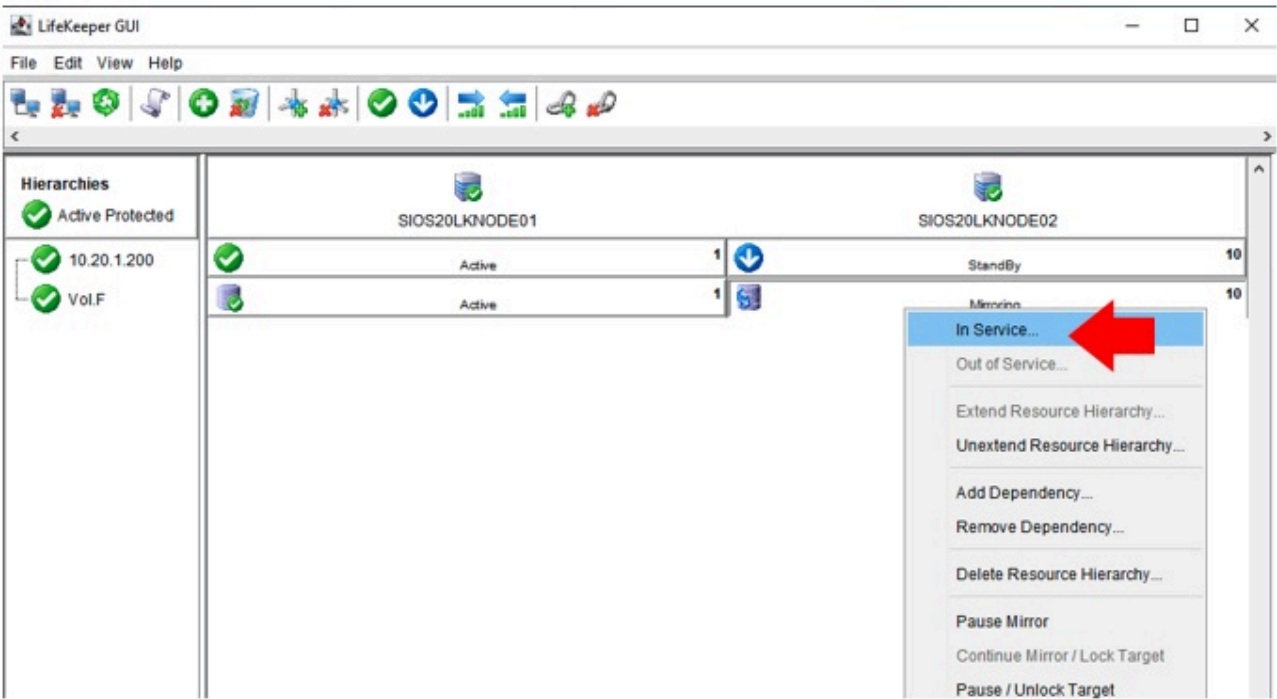 LifeKeeper GUI
File Edit View Help
Hierarchies
Active Protected
SIOS20LKNODE01
SIOS20LKNODE02
10.20.1.200
Active
1
StandBy
10
Vol.F
Active
1
Mirroring
10
In Service...
Out of Service...
Extend Resource Hierarchy...
Unextend Resource Hierarchy...
Add Dependency...
Remove Dependency...
Delete Resource Hierarchy...
Pause Mirror
Continue Mirror / Lock Target
Pause / Unlock Target